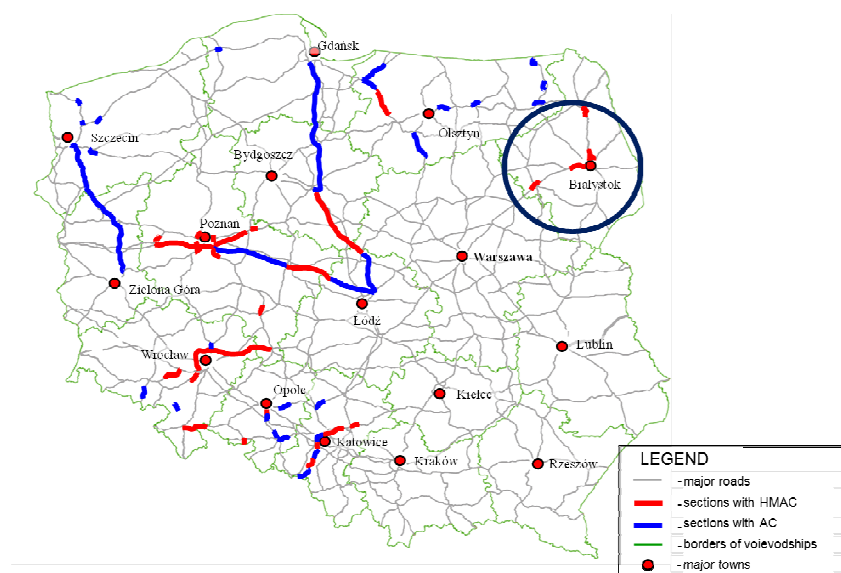 Gdańsk
Szczecin
Olsztyn
Bydgoszcz
Białystok
Poznan
Warszawa
Zielona Góra
Łódź
Wrocław
Lublin
Opole
Kielce
Katowice
Kraków
Rzeszów
LEGEND
-major roads
-sections with HMAC
-sections with AC
-borders of voievodships
-major towns